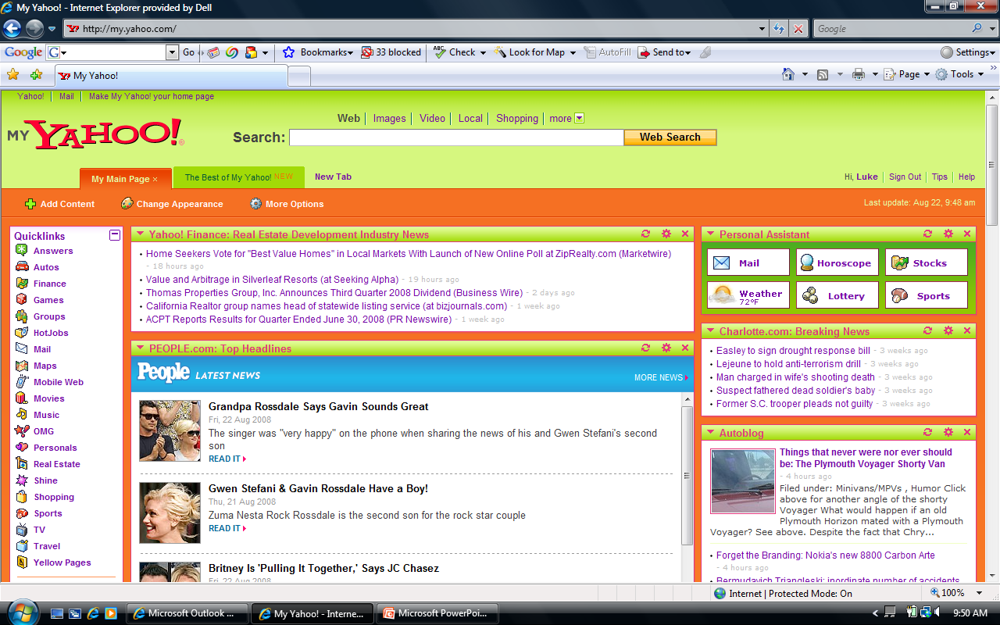 My Yahoo! - Internet Explorer provided by Dell
http://my.yahoo.com/
Google
Google G Go Bookmarks 33 blocked ABC Check Look for Map AutoFill Send to Settings
My Yahoo! Page Tools
Yahoo! Mail Make My Yahoo! your home page
Web Images Video Local Shopping more
MY YAHOO!®
Search: Web Search
My Main Page × The Best of My Yahoo! NEW New Tab
Hi, Luke Sign Out Tips Help
Add Content Change Appearance More Options
Last update: Aug 22, 9:48 am
Quicklinks
Answers
Autos
Finance
Games
Groups
HotJobs
Mail
Maps
Mobile Web
Movies
Music
OMG
Personals
Real Estate
Shine
Shopping
Sports
TV
Travel
Yellow Pages
Yahoo! Finance: Real Estate Development Industry News
• Home Seekers Vote for "Best Value Homes" in Local Markets With Launch of New Online Poll at ZipRealty.com (Marketwire)
- 18 hours ago
• Value and Arbitrage in Silverleaf Resorts (at Seeking Alpha) - 19 hours ago
• Thomas Properties Group, Inc. Announces Third Quarter 2008 Dividend (Business Wire) - 2 days ago
• California Realtor group names head of statewide listing service (at bizjournals.com) - 1 week ago
• ACPT Reports Results for Quarter Ended June 30, 2008 (PR Newswire) - 1 week ago
PEOPLE.com: Top Headlines
People LATEST NEWS
MORE NEWS
Grandpa Rossdale Says Gavin Sounds Great
Fri, 22 Aug 2008
The singer was "very happy" on the phone when sharing the news of his and Gwen Stefani's second
son
READ IT
Gwen Stefani & Gavin Rossdale Have a Boy!
Thu, 21 Aug 2008
Zuma Nesta Rock Rossdale is the second son for the rock star couple
READ IT
Britney Is 'Pulling It Together,' Says JC Chasez
Fri, 22 Aug 2008
Personal Assistant
Mail Horoscope Stocks
Weather 72°F Lottery Sports
Charlotte.com: Breaking News
• Easley to sign drought response bill - 3 weeks ago
• Lejeune to hold anti-terrorism drill - 3 weeks ago
• Man charged in wife's shooting death - 3 weeks ago
• Suspect fathered dead soldier's baby - 3 weeks ago
• Former S.C. trooper pleads not guilty - 3 weeks ago
Autoblog
Things that never were nor ever should
be: The Plymouth Voyager Shorty Van
- 4 hours ago
Filed under: Minivans/MPVs , Humor Click
above for another angle of the shorty
Voyager What would happen if an old
Plymouth Horizon mated with a Plymouth
Voyager? See above. Despite the fact that Chry...
• Forget the Branding: Nokia's new 8800 Carbon Arte
- 4 hours ago
• Bermudavich Triangleski: inordinate number of accidents
Internet | Protected Mode: On 100%
Microsoft Outlook ... My Yahoo! - Interne... Microsoft PowerPoi... 9:50 AM